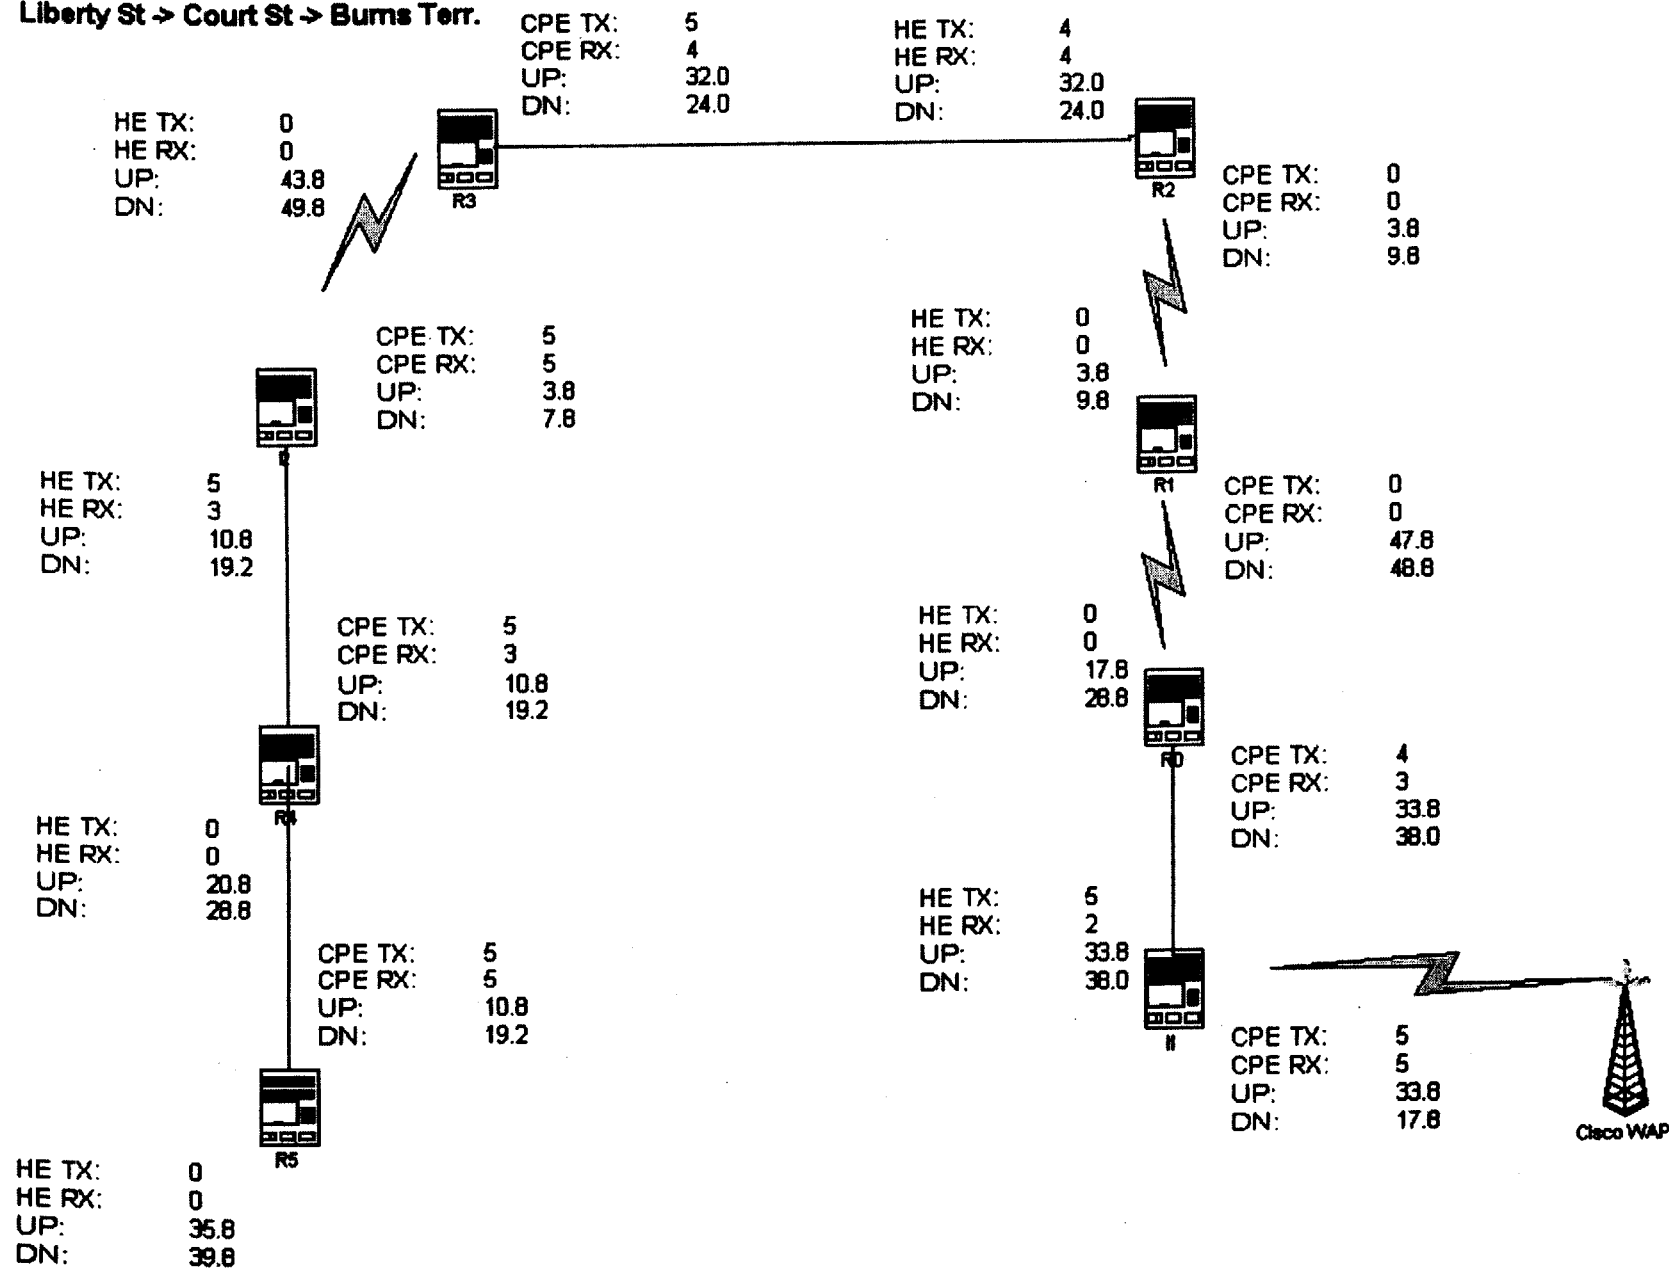 Liberty St -> Court St -> Burns Terr.
CPE TX: 5
CPE RX: 4
UP: 32.0
DN: 24.0
HE TX: 4
HE RX: 4
UP: 32.0
DN: 24.0
HE TX: 0
HE RX: 0
UP: 43.8
DN: 49.8
R3
R2
CPE TX: 0
CPE RX: 0
UP: 3.8
DN: 9.8
CPE TX: 5
CPE RX: 5
UP: 3.8
DN: 7.8
HE TX: 0
HE RX: 0
UP: 3.8
DN: 9.8
R1
HE TX: 5
HE RX: 3
UP: 10.8
DN: 19.2
CPE TX: 0
CPE RX: 0
UP: 47.8
DN: 48.8
CPE TX: 5
CPE RX: 3
UP: 10.8
DN: 19.2
HE TX: 0
HE RX: 0
UP: 17.8
DN: 28.8
R0
R4
CPE TX: 4
CPE RX: 3
UP: 33.8
DN: 38.0
HE TX: 0
HE RX: 0
UP: 20.8
DN: 28.8
HE TX: 5
HE RX: 2
UP: 33.8
DN: 38.0
CPE TX: 5
CPE RX: 5
UP: 10.8
DN: 19.2
CPE TX: 5
CPE RX: 5
UP: 33.8
DN: 17.8
Cisco WAP
R5
HE TX: 0
HE RX: 0
UP: 35.8
DN: 39.8